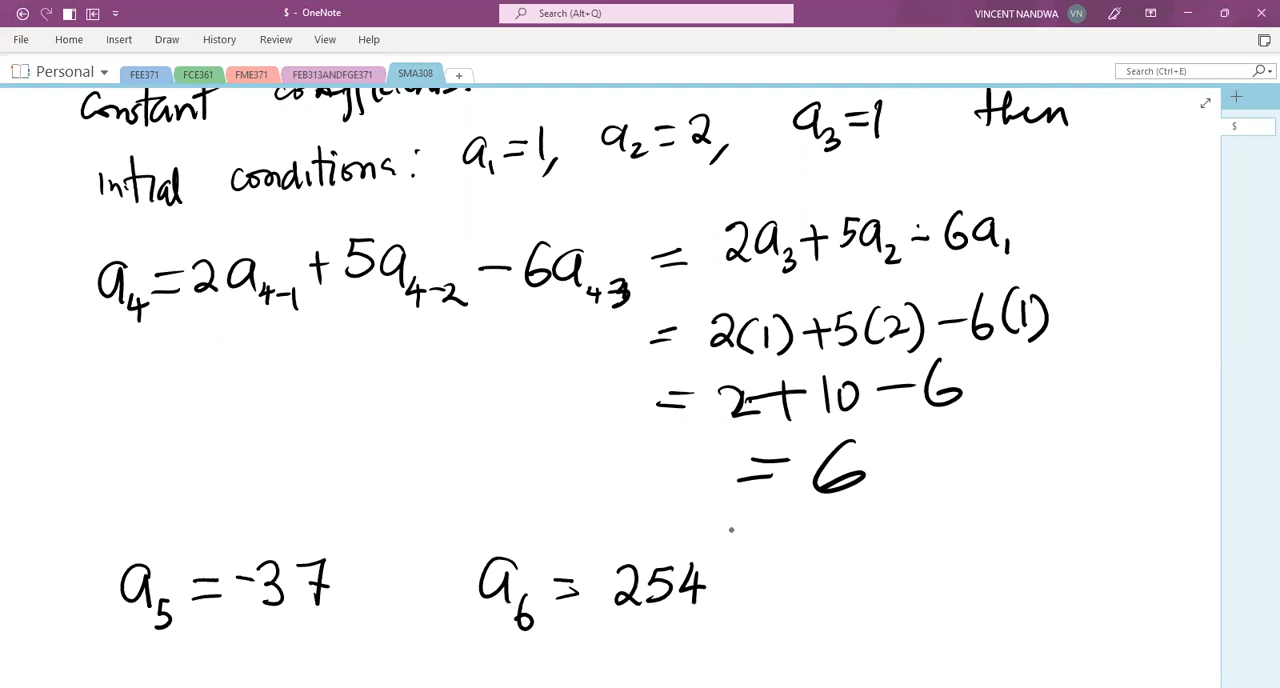 $ - OneNote
Search (Alt+Q)
VINCENT NANDWA VN
File Home Insert Draw History Review View Help
Personal FEE371 FCE361 FME371 FEB313ANDFGE371 SMA308 +
Search (Ctrl+E)
$
Constant
initial conditions: a₁=1, a₂=2, a₃=1 then
a₄=2a₄₋₁+5a₄₋₂-6a₄₋₃ = 2a₃+5a₂-6a₁
= 2(1)+5(2)-6(1)
= 2+10-6
= 6
a₅=-37 a₆=254